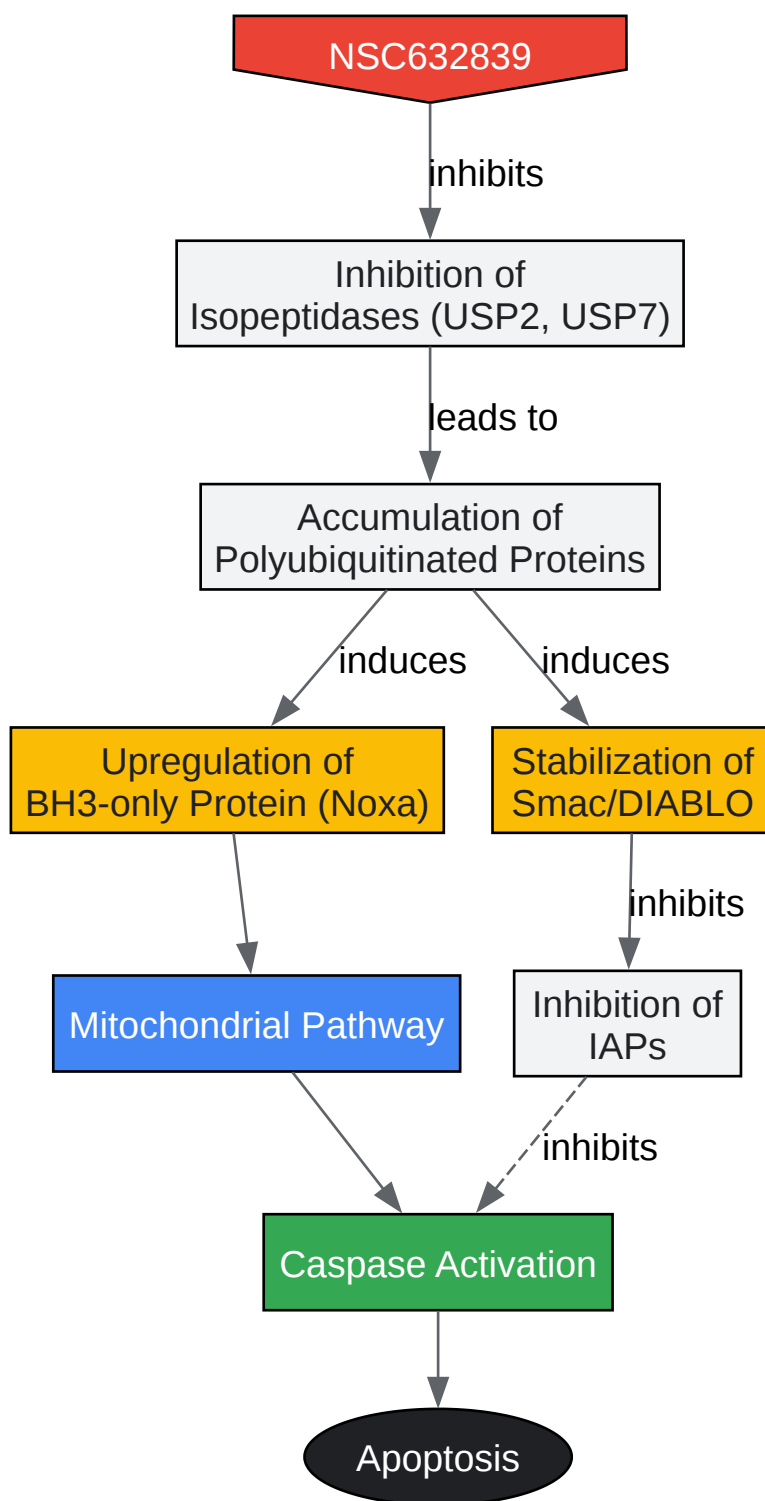 NSC632839
inhibits
Inhibition of
Isopeptidases (USP2, USP7)
leads to
Accumulation of
Polyubiquitinated Proteins
induces
induces
Upregulation of
BH3-only Protein (Noxa)
Stabilization of
Smac/DIABLO
inhibits
Mitochondrial Pathway
Inhibition of
IAPs
inhibits
Caspase Activation
Apoptosis